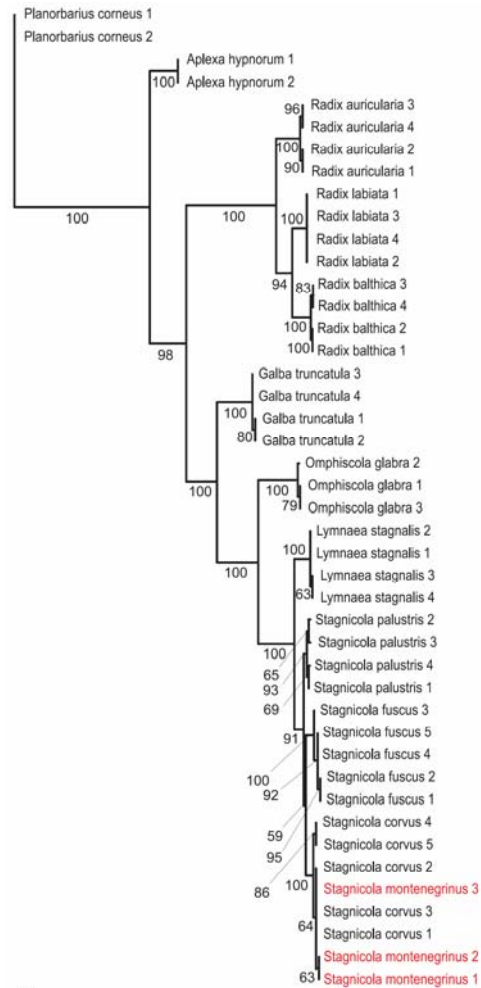 Planorbarius corneus 1
Planorbarius corneus 2
Aplexa hypnorum 1
100
Aplexa hypnorum 2
96
Radix auricularia 3
Radix auricularia 4
100
Radix auricularia 2
90
Radix auricularia 1
Radix labiata 1
100
100
100
Radix labiata 3
Radix labiata 4
Radix labiata 2
94
83
Radix balthica 3
Radix balthica 4
100
Radix balthica 2
100
Radix balthica 1
98
Galba truncatula 3
Galba truncatula 4
100
Galba truncatula 1
80
Galba truncatula 2
100
Omphiscola glabra 2
100
Omphiscola glabra 1
79
Omphiscola glabra 3
Lymnaea stagnalis 2
100
Lymnaea stagnalis 1
100
Lymnaea stagnalis 3
63
Lymnaea stagnalis 4
Stagnicola palustris 2
100
Stagnicola palustris 3
65
93
Stagnicola palustris 4
69
Stagnicola palustris 1
Stagnicola fuscus 3
91
Stagnicola fuscus 5
Stagnicola fuscus 4
100
Stagnicola fuscus 2
92
Stagnicola fuscus 1
Stagnicola corvus 4
59
Stagnicola corvus 5
95
Stagnicola corvus 2
86
100
Stagnicola montenegrinus 3
Stagnicola corvus 3
64
Stagnicola corvus 1
Stagnicola montenegrinus 2
63
Stagnicola montenegrinus 1